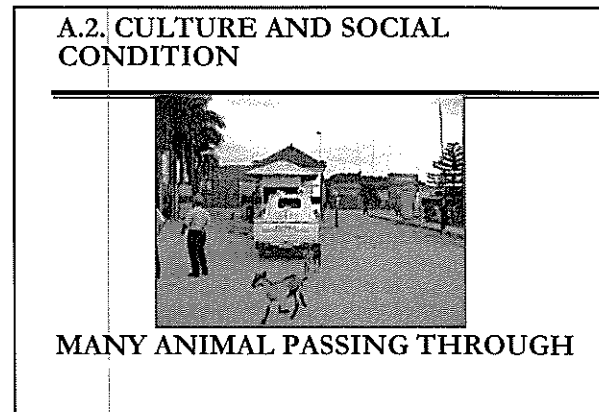 A.2. CULTURE AND SOCIAL
CONDITION
MANY ANIMAL PASSING THROUGH